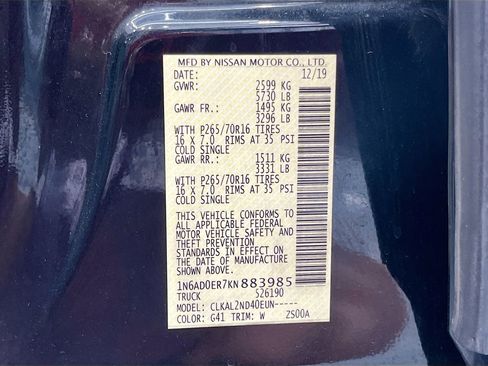 MFD BY NISSAN MOTOR CO., LTD.
DATE: 12/19
GVWR: 2599 KG
5730 LB
GAWR FR.: 1495 KG
3296 LB
WITH P265/70R16 TIRES
16 X 7.0 RIMS AT 35 PSI
COLD SINGLE
GAWR RR.: 1511 KG
3331 LB
WITH P265/70R16 TIRES
16 X 7.0 RIMS AT 35 PSI
COLD SINGLE
THIS VEHICLE CONFORMS TO
ALL APPLICABLE FEDERAL
MOTOR VEHICLE SAFETY AND
THEFT PREVENTION
STANDARDS IN EFFECT ON
THE DATE OF MANUFACTURE
SHOWN ABOVE.
1N6AD0ER7KN883985
TRUCK 526190
MODEL: CLKAL2ND40EUN-----
COLOR: G41 TRIM: W ZS00A